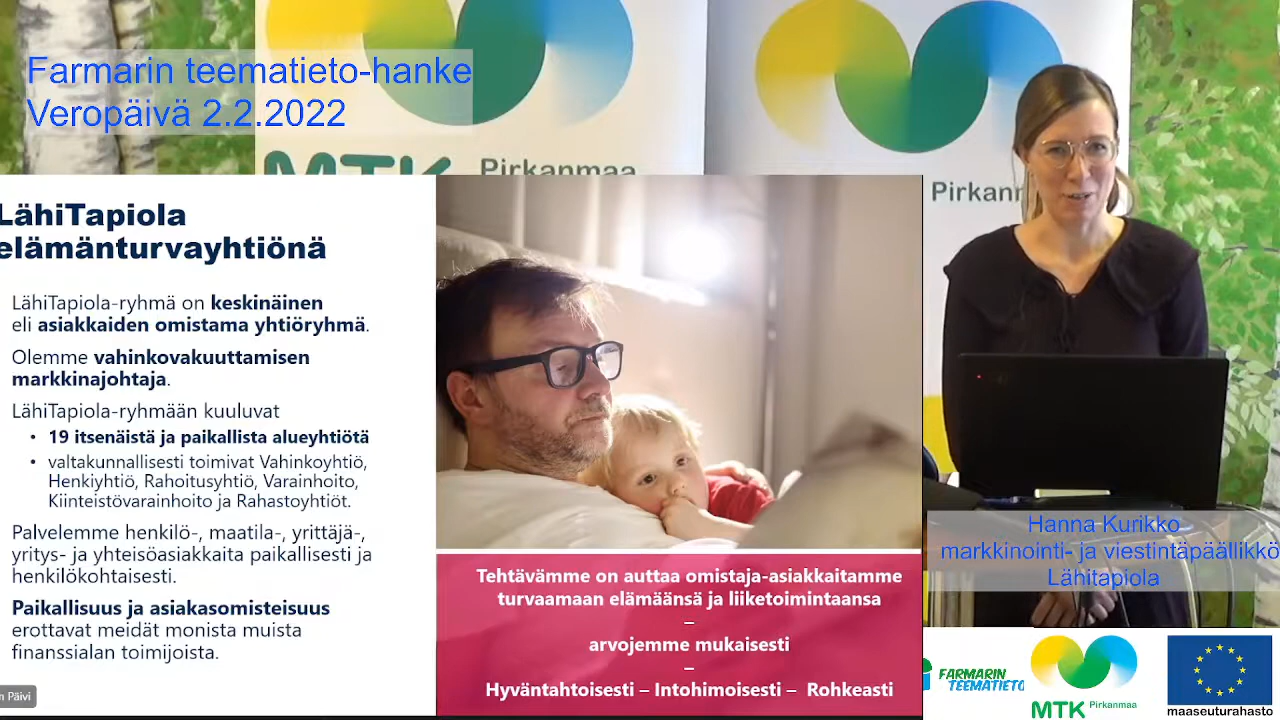 Farmarin teematieto-hanke
Veropäivä 2.2.2022
MTK Pirkanmaa
LähiTapiola
elämänturvayhtiönä
LähiTapiola-ryhmä on keskinäinen
eli asiakkaiden omistama yhtiöryhmä.
Olemme vahinkovakuuttamisen
markkinajohtaja.
LähiTapiola-ryhmään kuuluvat
• 19 itsenäistä ja paikallista alueyhtiötä
• valtakunnallisesti toimivat Vahinkoyhtiö,
Henkiyhtiö, Rahoitusyhtiö, Varainhoito,
Kiinteistövarainhoito ja Rahastoyhtiöt.
Palvelemme henkilö-, maatila-, yrittäjä-,
yritys- ja yhteisöasiakkaita paikallisesti ja
henkilökohtaisesti.
Paikallisuus ja asiakasomisteisuus
erottavat meidät monista muista
finanssialan toimijoista.
Päivi
Tehtävämme on auttaa omistaja-asiakkaitamme
turvaamaan elämäänsä ja liiketoimintaansa
–
arvojemme mukaisesti
–
Hyväntahtoisesti – Intohimoisesti – Rohkeasti
Hanna Kurikko
markkinointi- ja viestintäpäällikkö
Lähitapiola
FARMARIN
TEEMATIETO
MTK Pirkanmaa
maaseuturahasto